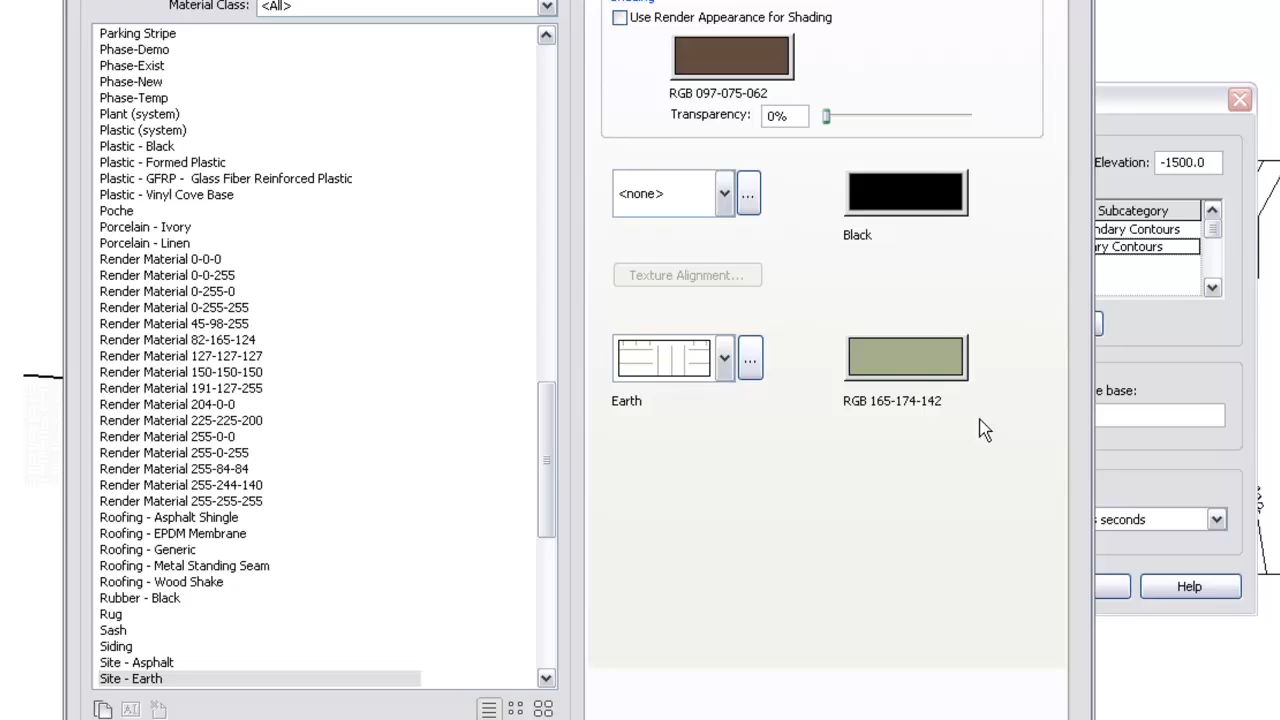 Material Class: <All>
Parking Stripe
Phase-Demo
Phase-Exist
Phase-New
Phase-Temp
Plant (system)
Plastic (system)
Plastic - Black
Plastic - Formed Plastic
Plastic - GFRP - Glass Fiber Reinforced Plastic
Plastic - Vinyl Cove Base
Poche
Porcelain - Ivory
Porcelain - Linen
Render Material 0-0-0
Render Material 0-0-255
Render Material 0-255-0
Render Material 0-255-255
Render Material 45-98-255
Render Material 82-165-124
Render Material 127-127-127
Render Material 150-150-150
Render Material 191-127-255
Render Material 204-0-0
Render Material 225-225-200
Render Material 255-0-0
Render Material 255-0-255
Render Material 255-84-84
Render Material 255-244-140
Render Material 255-255-255
Roofing - Asphalt Shingle
Roofing - EPDM Membrane
Roofing - Generic
Roofing - Metal Standing Seam
Roofing - Wood Shake
Rubber - Black
Rug
Sash
Siding
Site - Asphalt
Site - Earth
AI
Shading
Use Render Appearance for Shading
RGB 097-075-062
Transparency: 0%
<none>
...
Black
Texture Alignment...
...
Earth
RGB 165-174-142
Elevation: -1500.0
Subcategory
ndary Contours
ry Contours
e base:
s seconds
Help